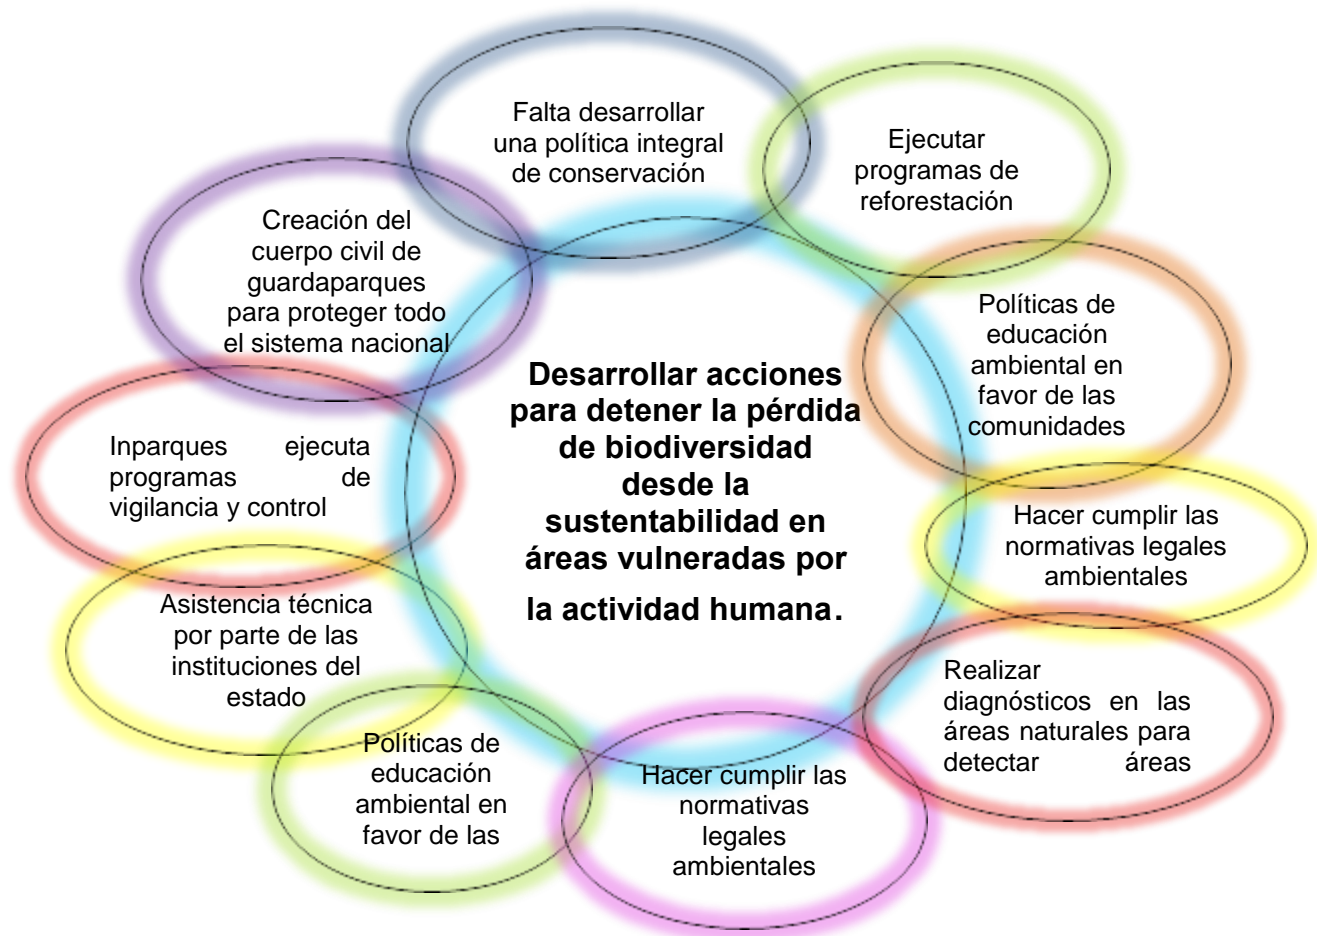 Falta desarrollar
una política integral
de conservación
Ejecutar
programas de
reforestación
Políticas de
educación
ambiental en
favor de las
comunidades
Hacer cumplir las
normativas legales
ambientales
Realizar
diagnósticos en las
áreas naturales para
detectar áreas
Hacer cumplir las
normativas
legales
ambientales
Políticas de
educación
ambiental en
favor de las
Asistencia técnica
por parte de las
instituciones del
estado
Inparques ejecuta
programas de
vigilancia y control
Creación del
cuerpo civil de
guardaparques
para proteger todo
el sistema nacional
Desarrollar acciones
para detener la pérdida
de biodiversidad
desde la
sustentabilidad en
áreas vulneradas por
la actividad humana.